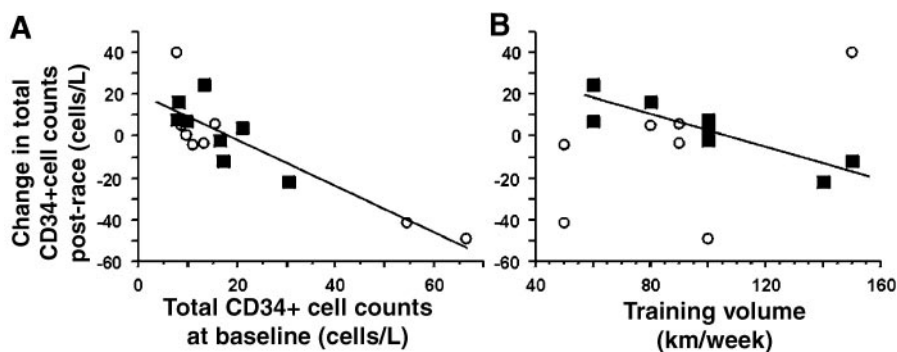 A
B
Change in total
CD34+cell counts
post-race (cells/L)
40
20
0
-20
-40
-60
0
20
40
60
Total CD34+ cell counts
at baseline (cells/L)
40
20
0
-20
-40
-60
40
80
120
160
Training volume
(km/week)